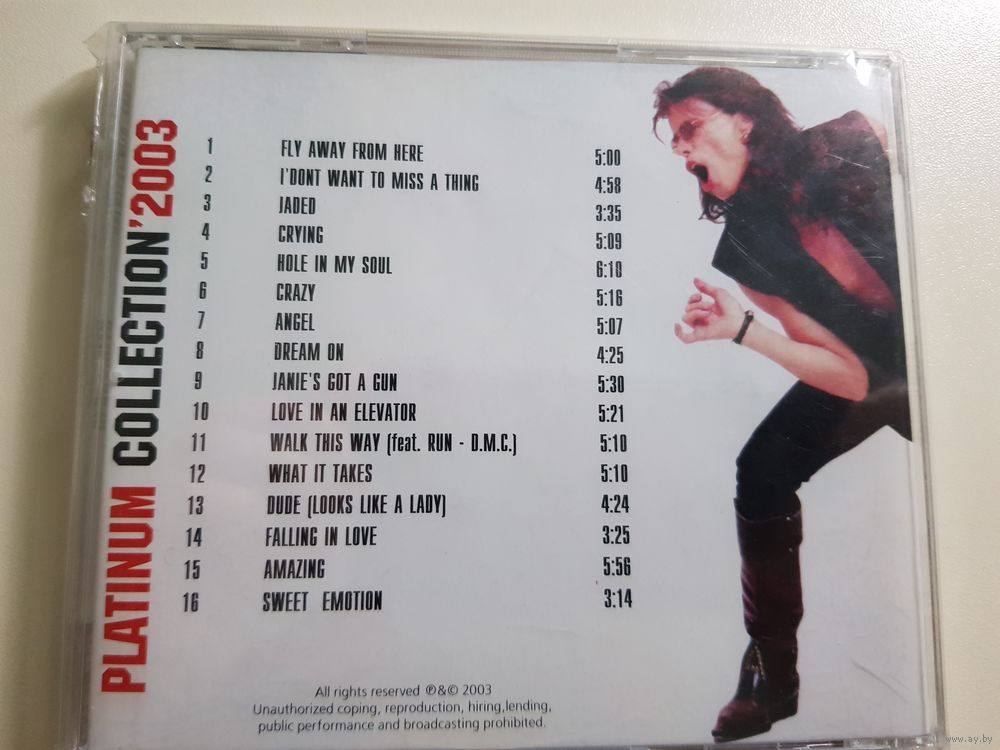 PLATINUM COLLECTION'2003
1 FLY AWAY FROM HERE 5:00
2 I'DONT WANT TO MISS A THING 4:58
3 JADED 3:35
4 CRYING 5:09
5 HOLE IN MY SOUL 6:10
6 CRAZY 5:16
7 ANGEL 5:07
8 DREAM ON 4:25
9 JANIE'S GOT A GUN 5:30
10 LOVE IN AN ELEVATOR 5:21
11 WALK THIS WAY (feat. RUN - D.M.C.) 5:10
12 WHAT IT TAKES 5:10
13 DUDE (LOOKS LIKE A LADY) 4:24
14 FALLING IN LOVE 3:25
15 AMAZING 5:56
16 SWEET EMOTION 3:14
All rights reserved ℗&© 2003
Unauthorized coping, reproduction, hiring,lending,
public performance and broadcasting prohibited.
www.ay.by